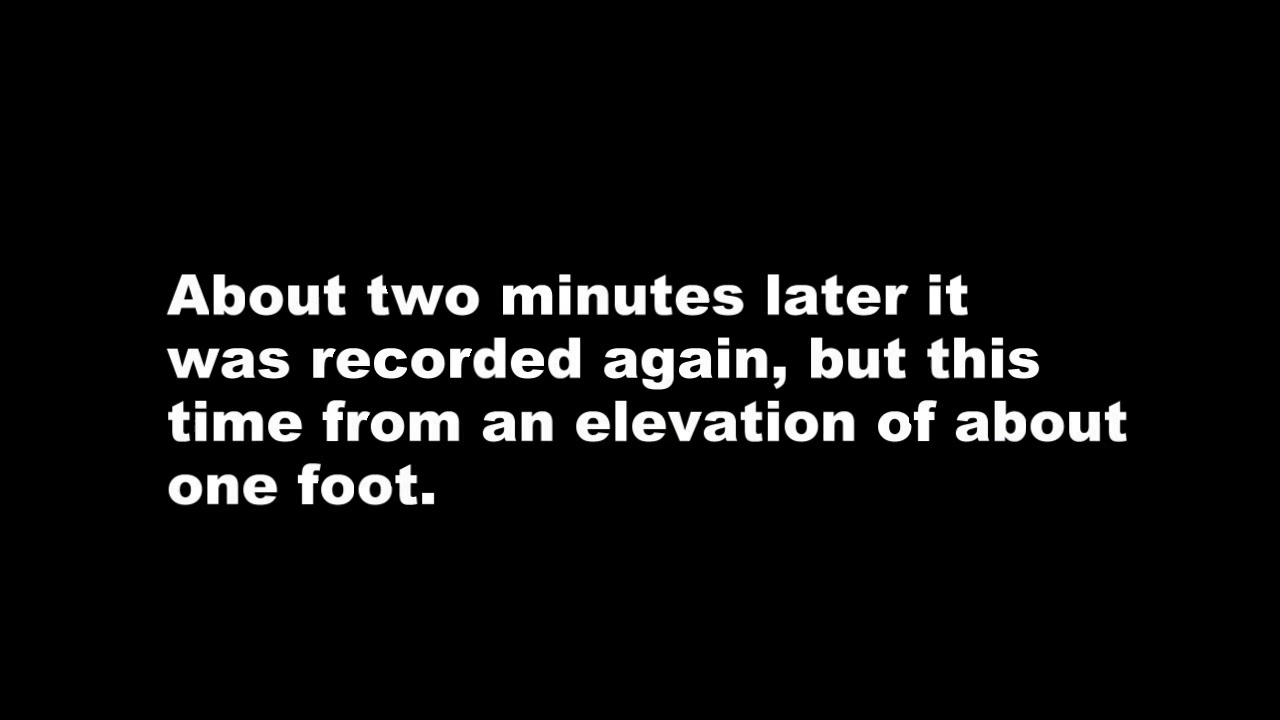 About two minutes later it
was recorded again, but this
time from an elevation of about
one foot.